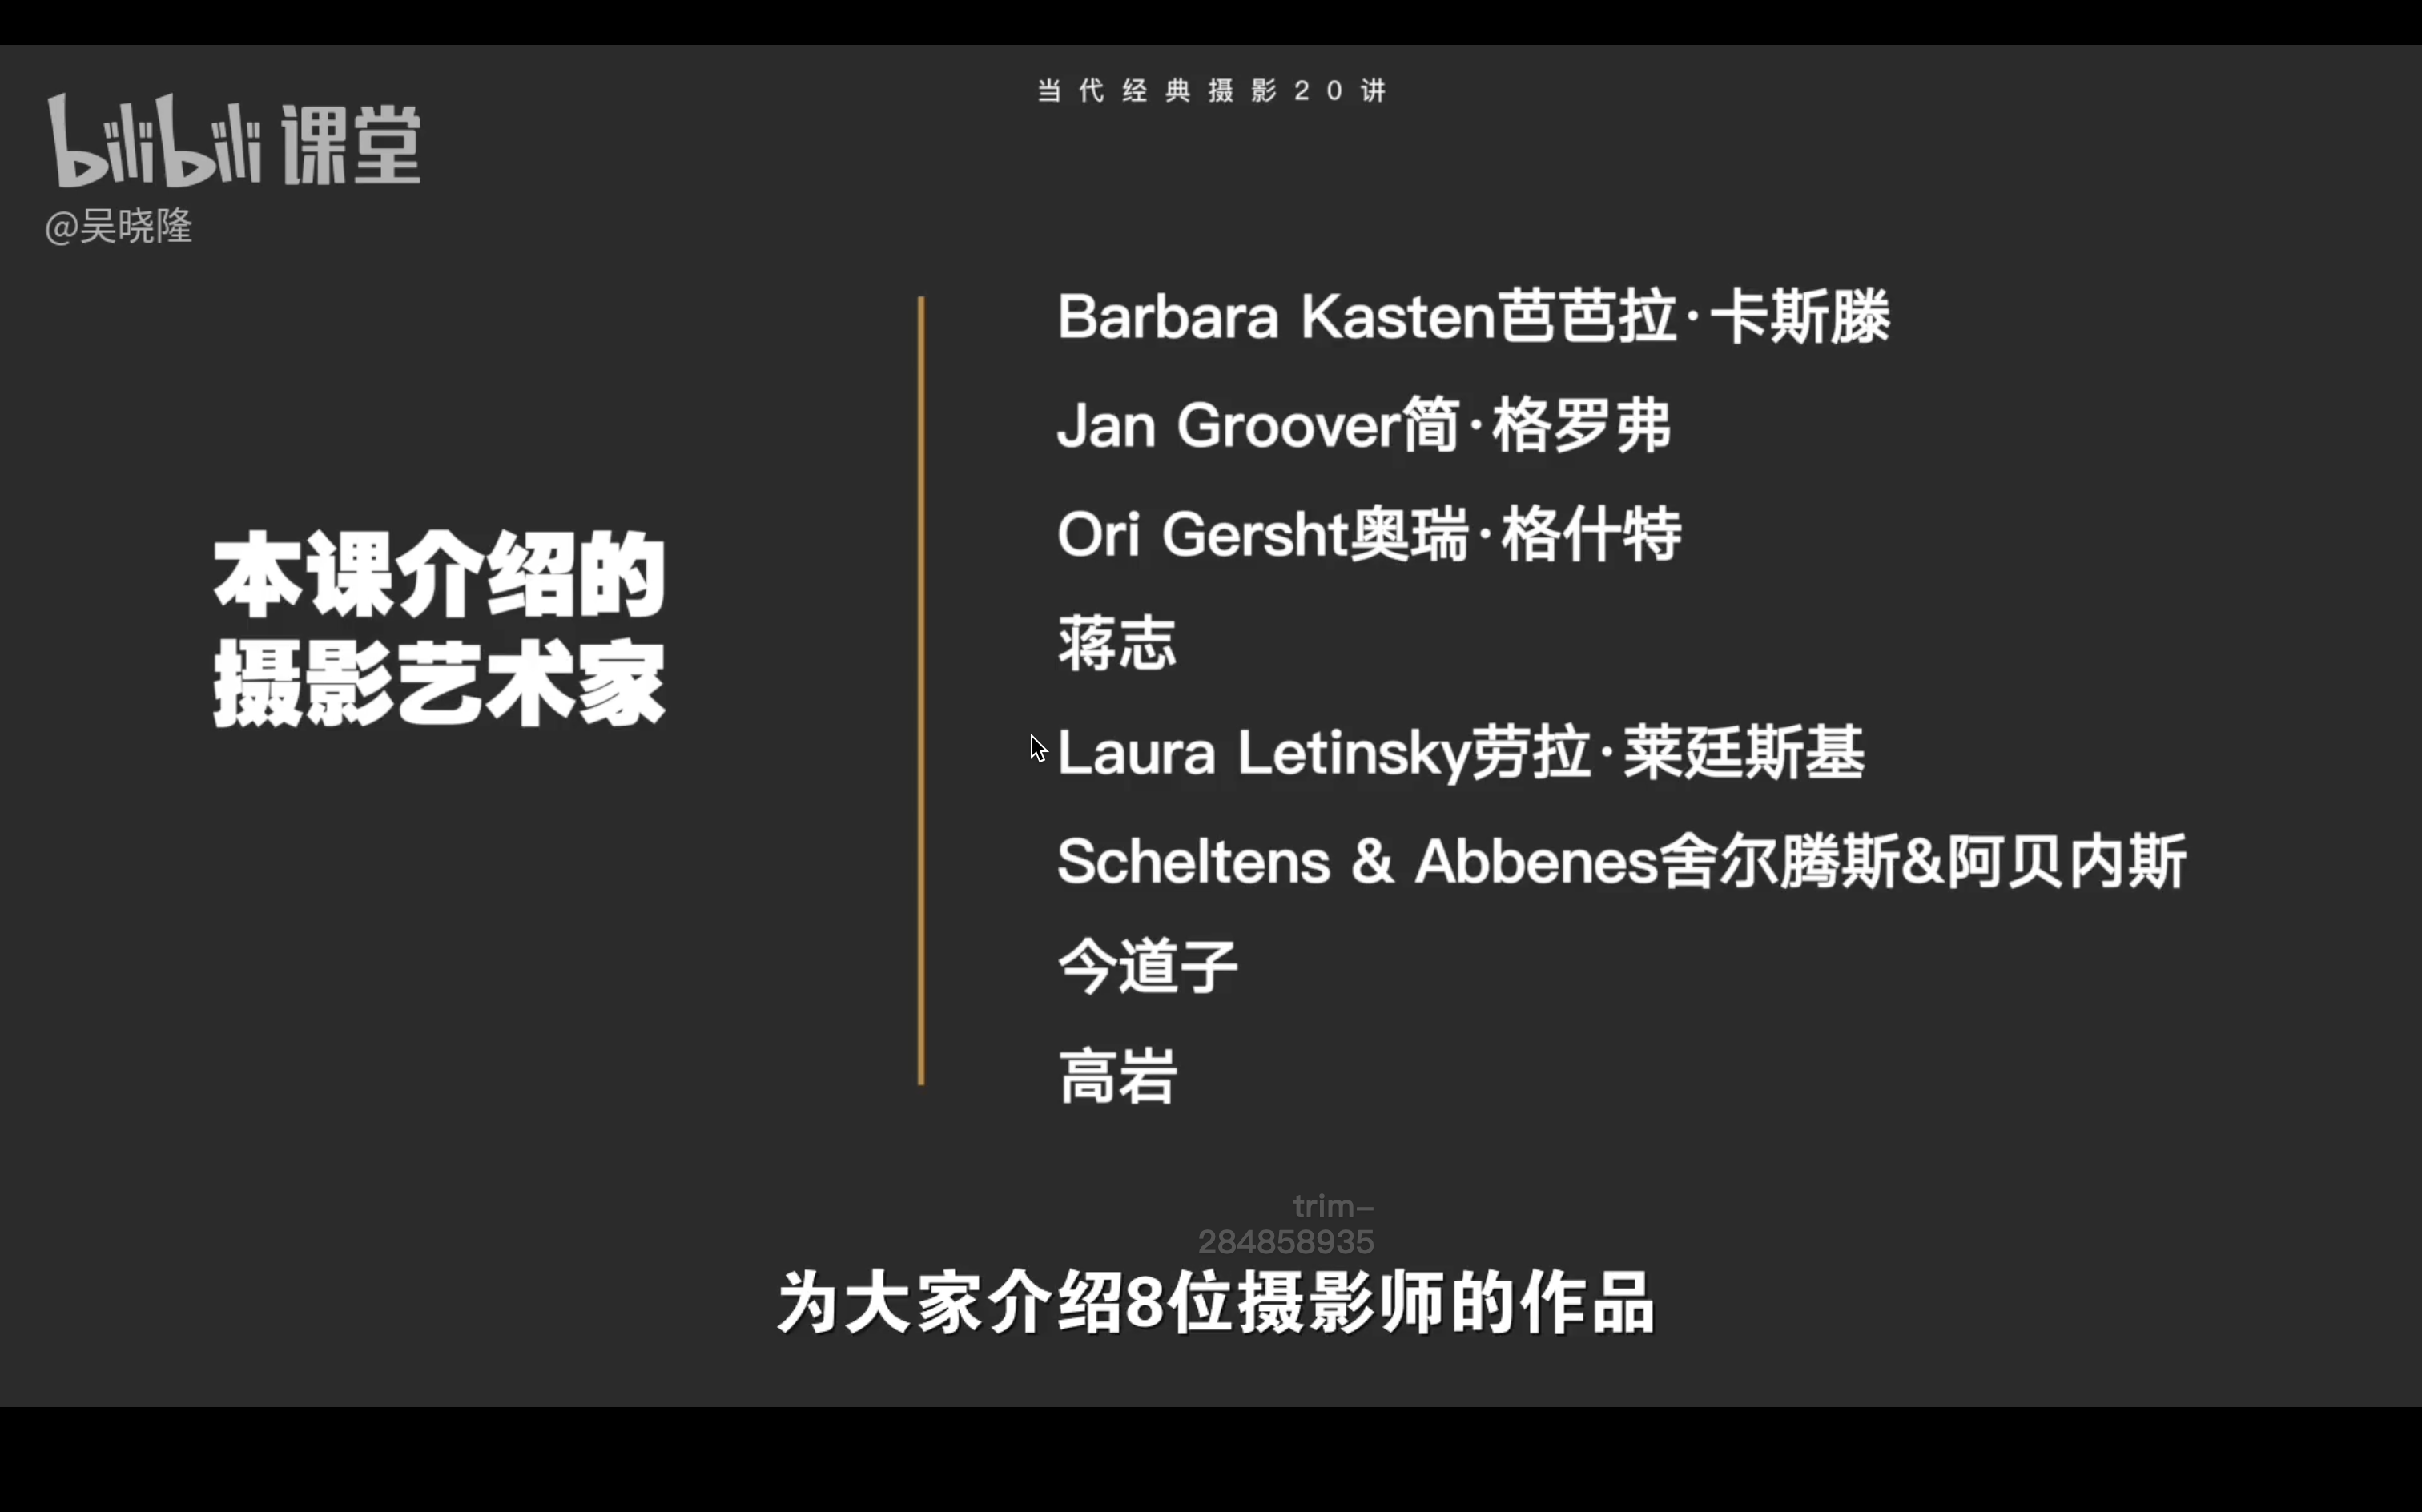 当代经典摄影20讲
bilibili 课堂
@吴晓隆
本课介绍的
摄影艺术家
Barbara Kasten芭芭拉·卡斯滕
Jan Groover简·格罗弗
Ori Gersht奥瑞·格什特
蒋志
Laura Letinsky劳拉·莱廷斯基
Scheltens & Abbenes舍尔腾斯&阿贝内斯
今道子
高岩
trim-
284858935
为大家介绍8位摄影师的作品